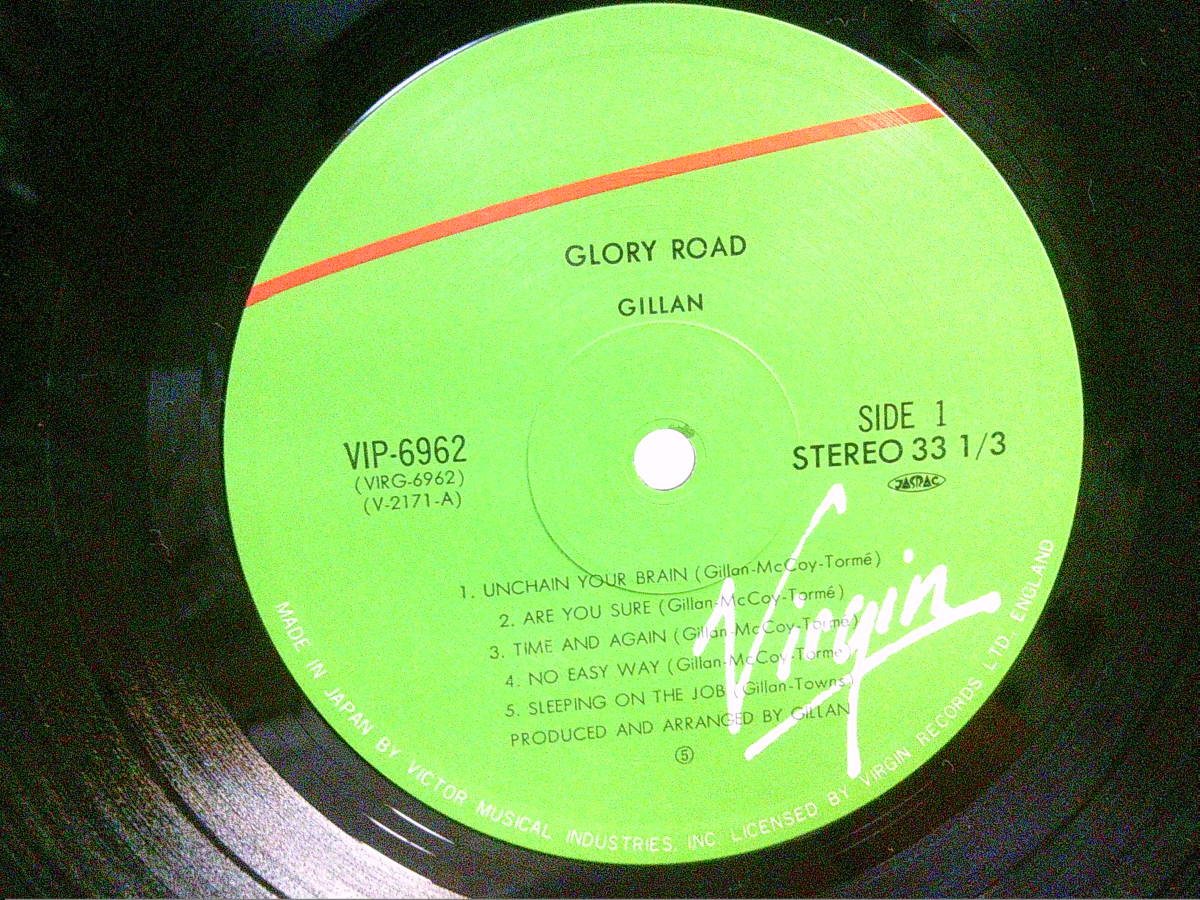 GLORY ROAD
GILLAN
SIDE 1
STEREO 33 1/3
JASRAC
VIP-6962
(VIRG-6962)
(V-2171-A)
1. UNCHAIN YOUR BRAIN (Gillan-McCoy-Tormé)
2. ARE YOU SURE (Gillan-McCoy-Tormé)
3. TIME AND AGAIN (Gillan-McCoy-Tormé)
4. NO EASY WAY (Gillan-McCoy-Tormé)
5. SLEEPING ON THE JOB (Gillan-Towns)
PRODUCED AND ARRANGED BY GILLAN
⑤
Virgin
MADE IN JAPAN BY VICTOR MUSICAL INDUSTRIES, INC. LICENSED BY VIRGIN RECORDS LTD., ENGLAND